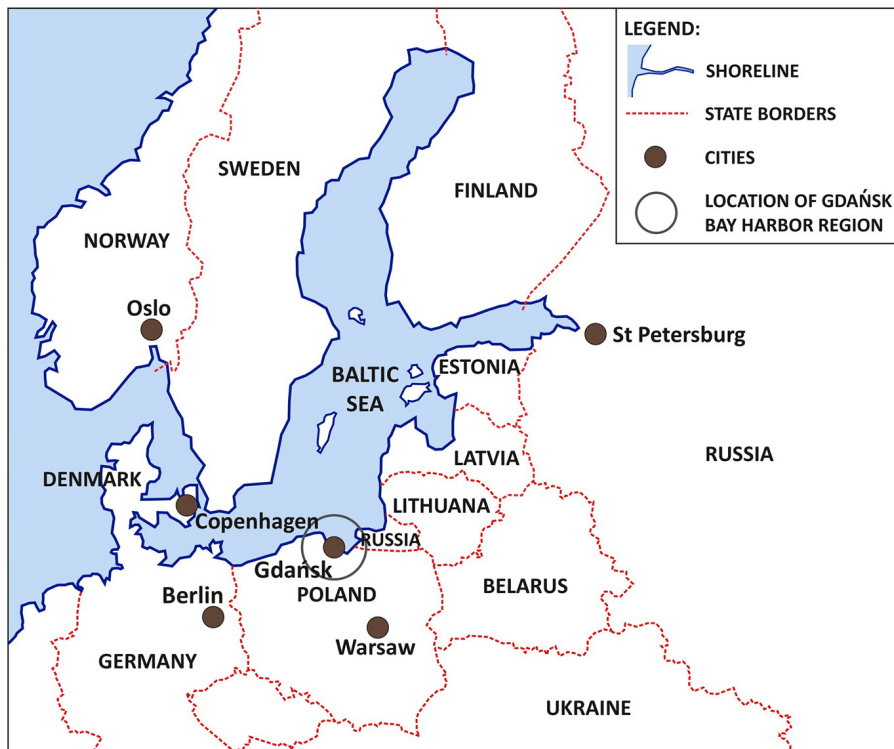 LEGEND:
SHORELINE
STATE BORDERS
CITIES
LOCATION OF GDAŃSK
BAY HARBOR REGION
SWEDEN
FINLAND
NORWAY
Oslo
St Petersburg
BALTIC
SEA
ESTONIA
RUSSIA
LATVIA
DENMARK
LITHUANA
Copenhagen
RUSSIA
Gdańsk
POLAND
BELARUS
Berlin
Warsaw
GERMANY
UKRAINE